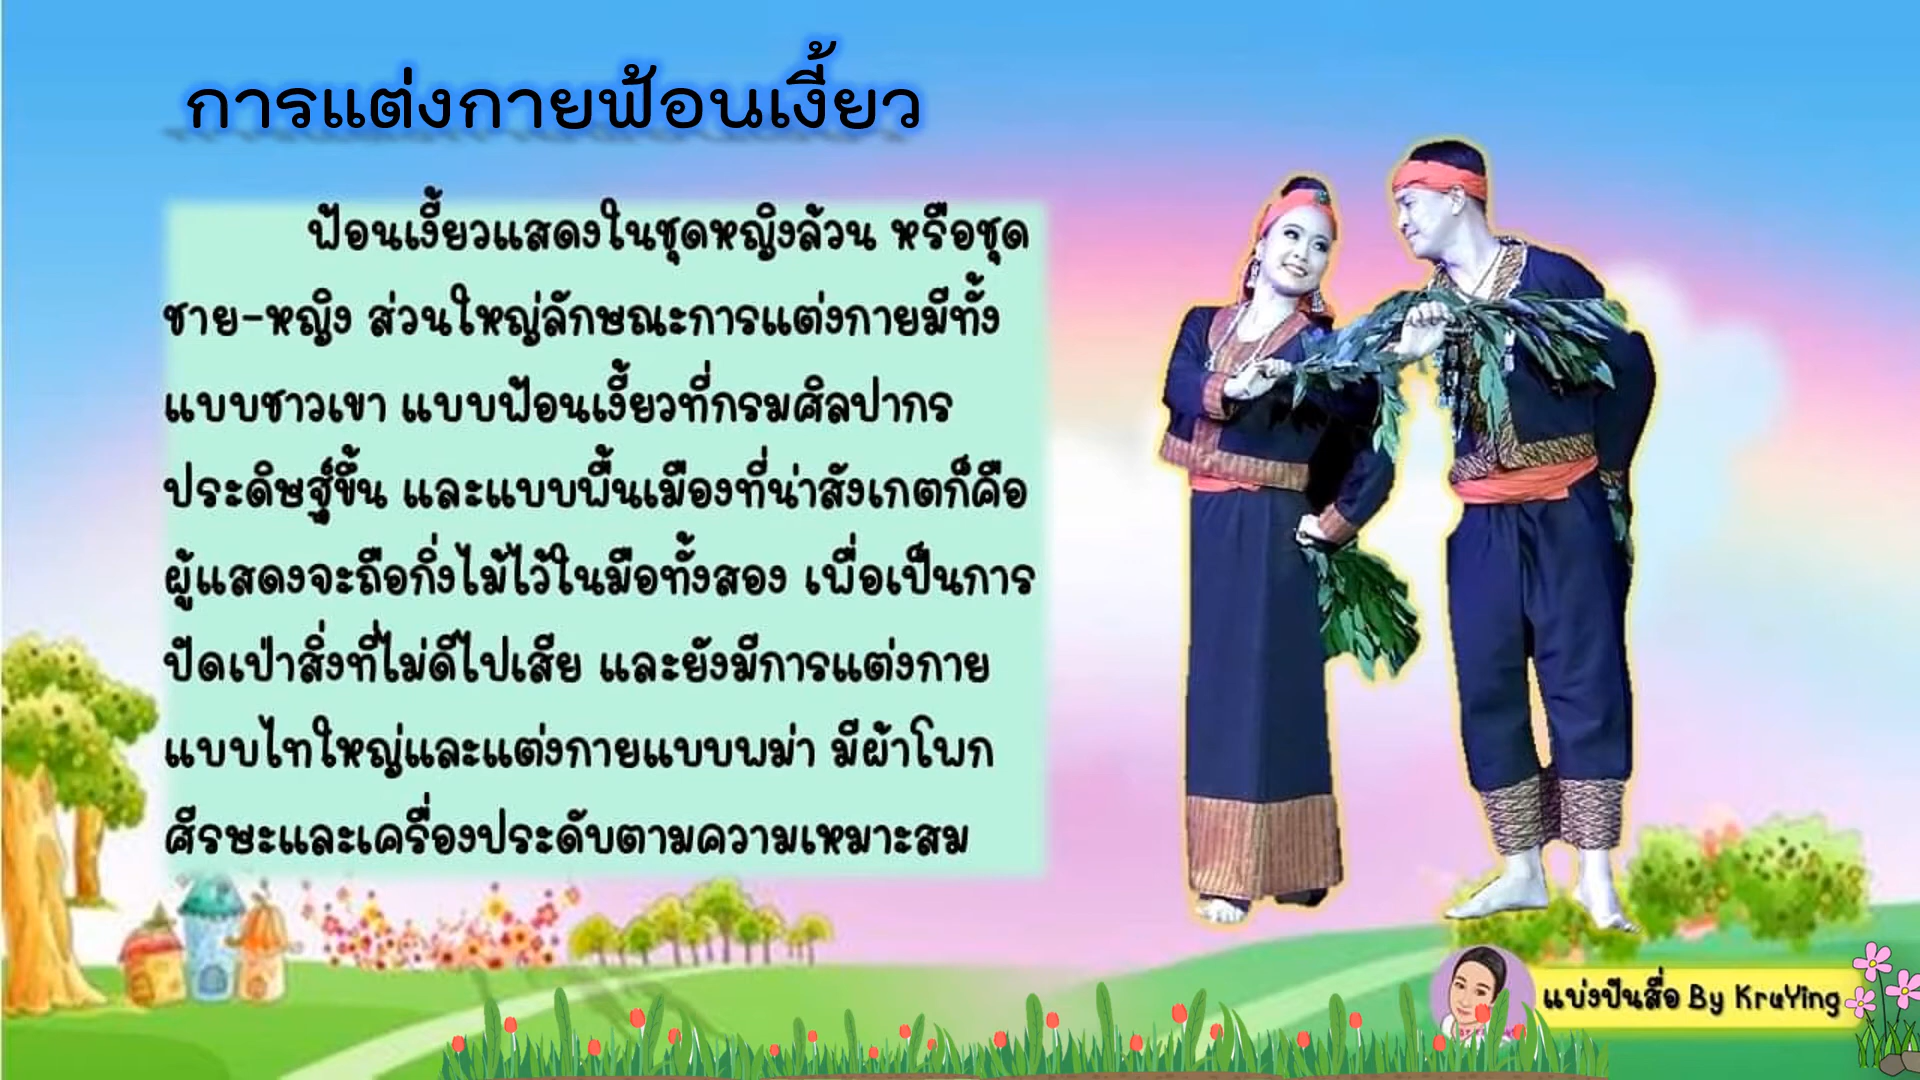 การแต่งกายฟ้อนเงี้ยว
ฟ้อนเงี้ยวแสดงในชุดหญิงล้วน หรือชุด
ชาย-หญิง ส่วนใหญ่ลักษณะการแต่งกายมีทั้ง
แบบชาวเขา แบบฟ้อนเงี้ยวที่กรมศิลปากร
ประดิษฐ์ขึ้น และแบบพื้นเมืองที่น่าสังเกตก็คือ
ผู้แสดงจะถือกิ่งไม้ไว้ในมือทั้งสอง เพื่อเป็นการ
ปัดเป่าสิ่งที่ไม่ดีไปเสีย และยังมีการแต่งกาย
แบบไทใหญ่และแต่งกายแบบพม่า มีผ้าโพก
ศีรษะและเครื่องประดับตามความเหมาะสม
แบ่งปันสื่อ By KruYing